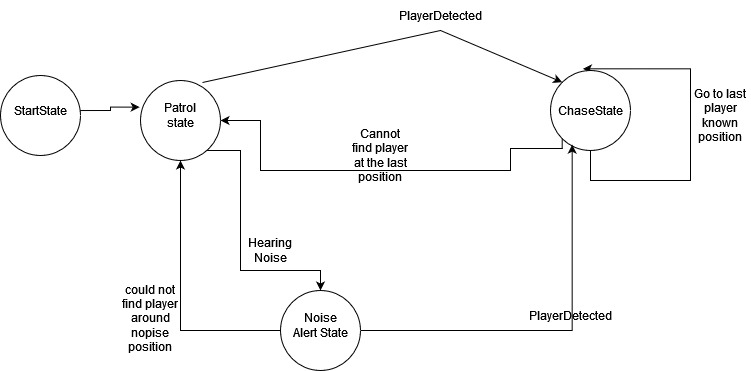 PlayerDetected
StartState
Patrol
state
ChaseState
Go to last
player
known
position
Cannot
find player
at the last
position
Hearing
Noise
could not
find player
around
nopise
position
Noise
Alert State
PlayerDetected